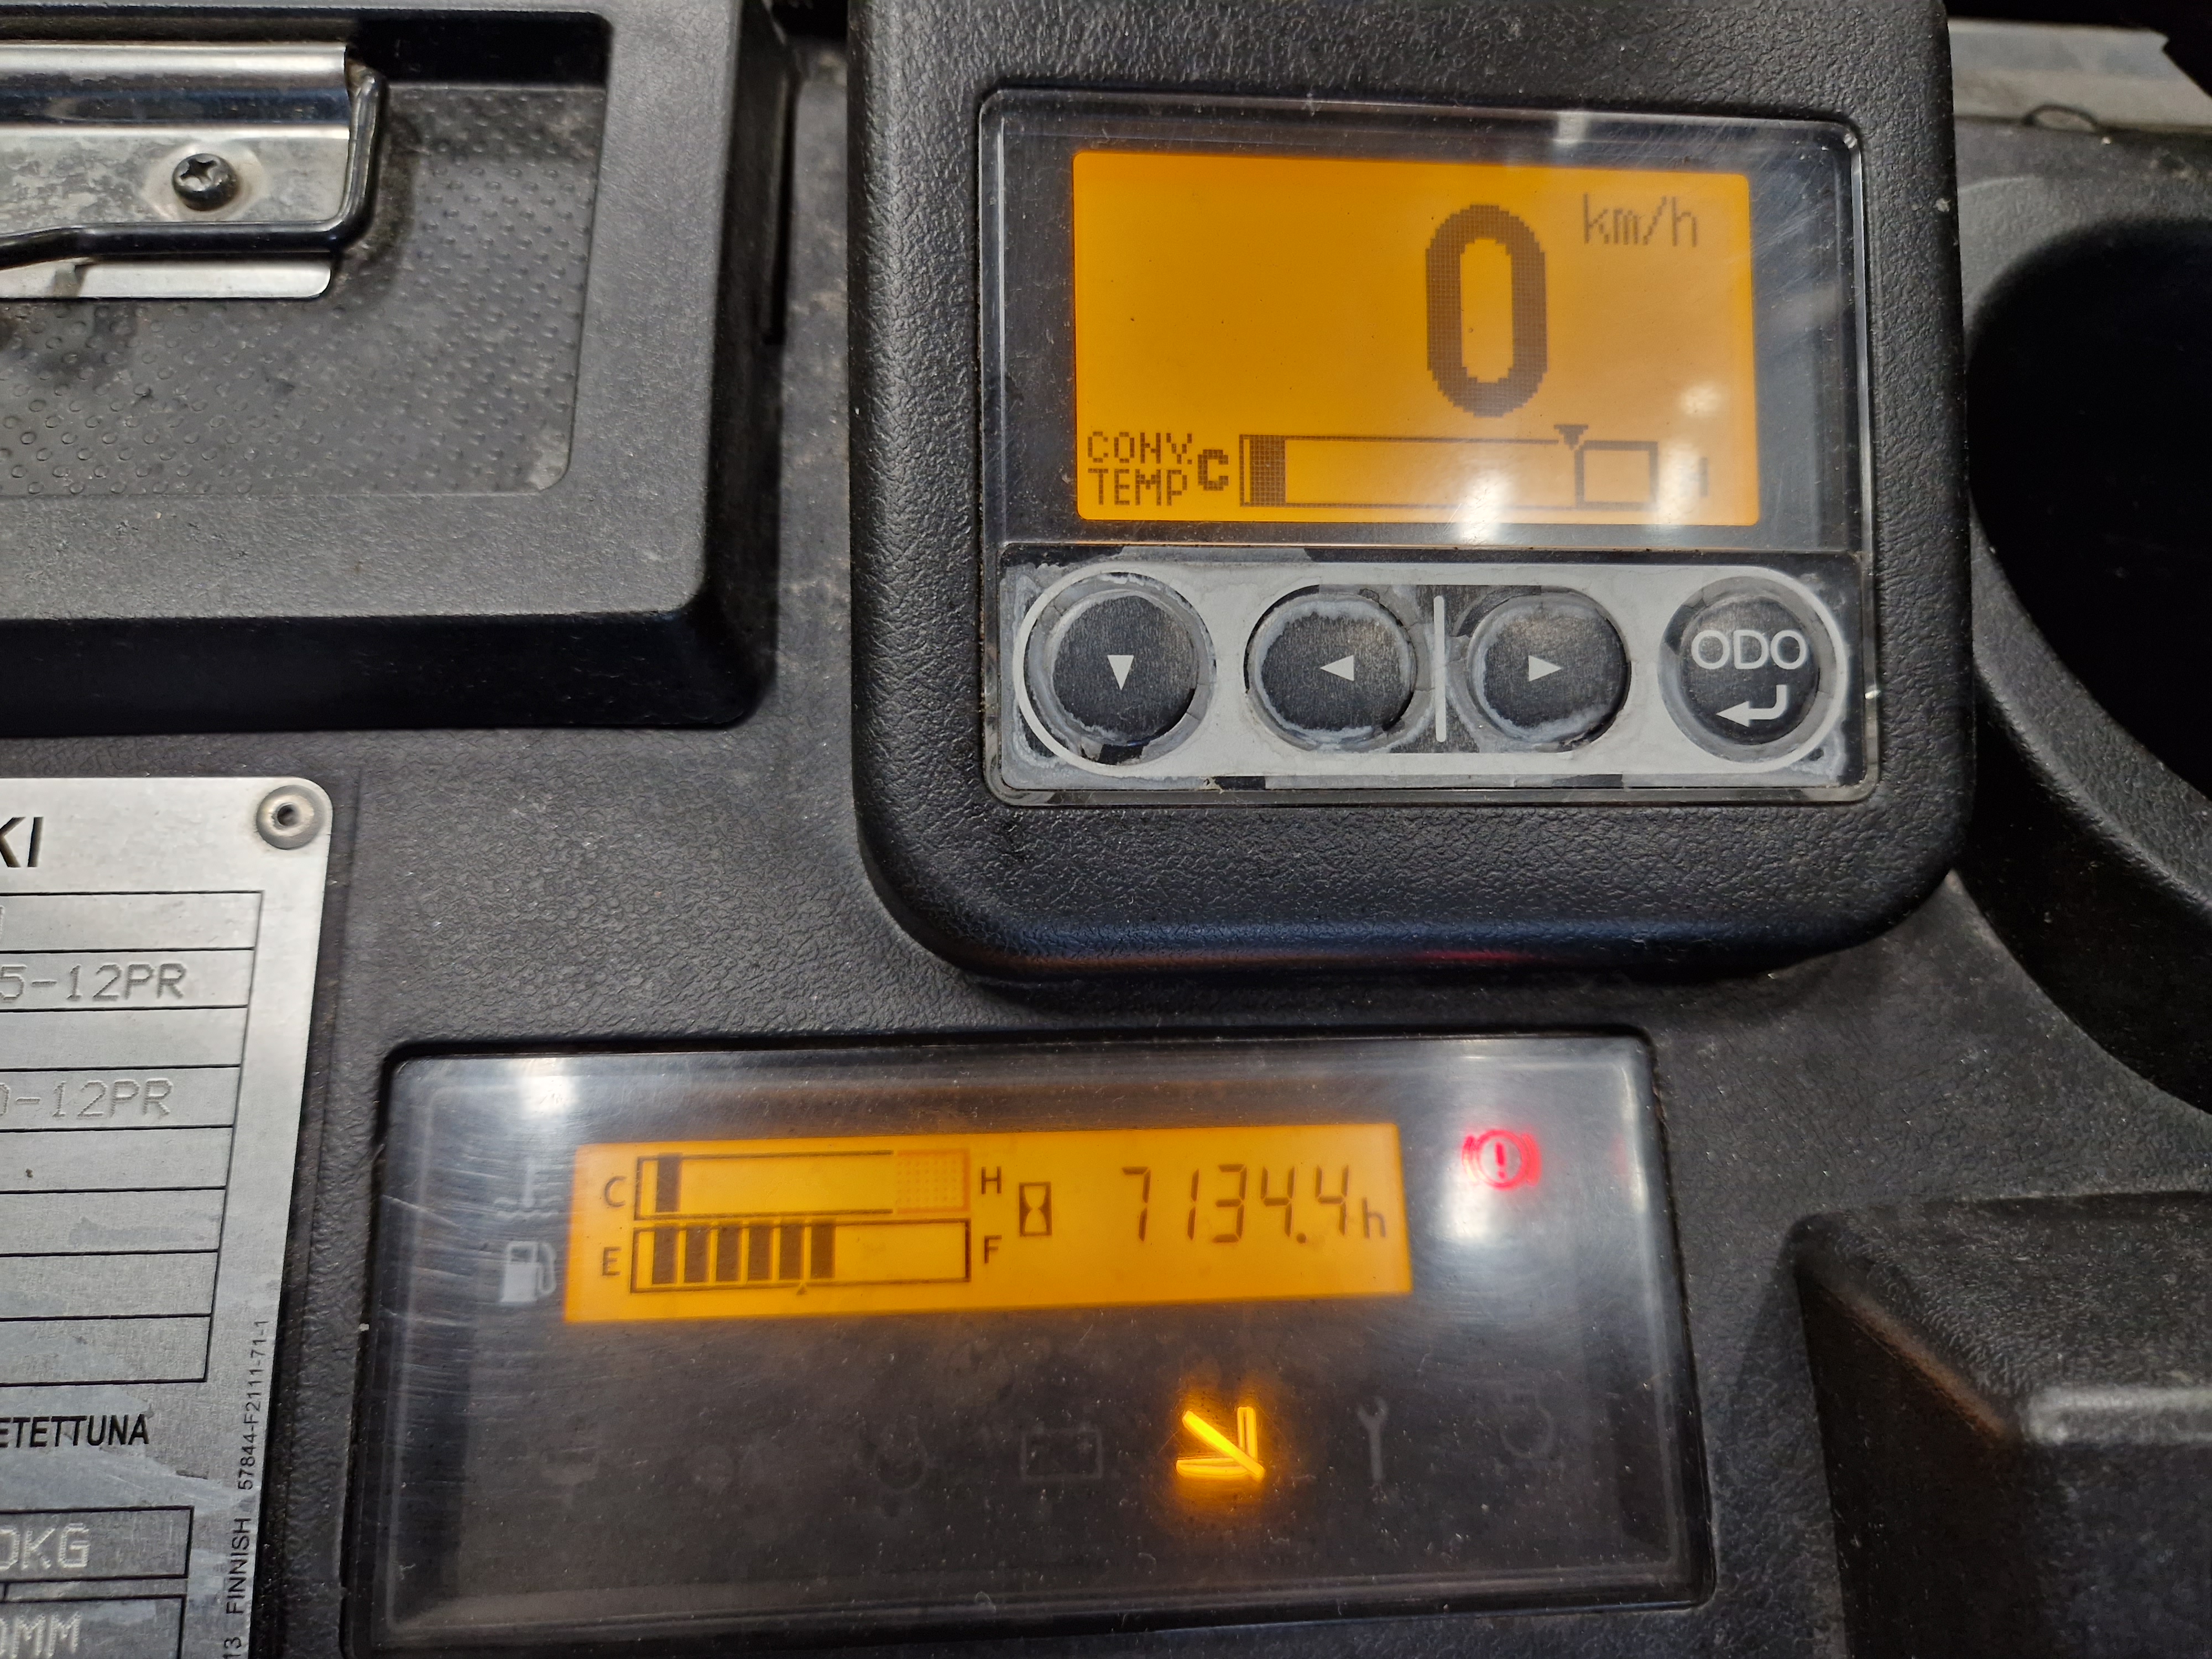 km/h
0
CONV.
TEMP C
ODO
KI
5-12PR
0-12PR
C H
7134.4h
E F
ETETTUNA
0KG
0MM
13 FINNISH 57844-F2111-71-1